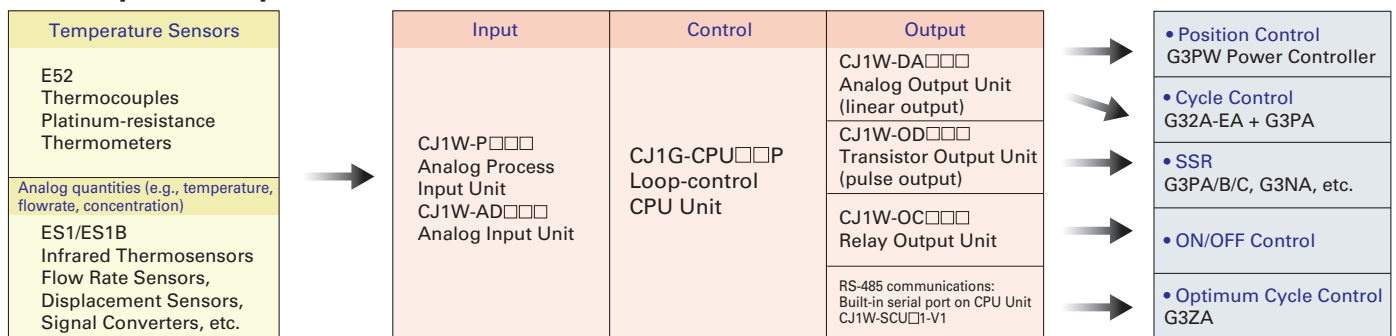 Temperature Sensors
E52
Thermocouples
Platinum-resistance
Thermometers
Analog quantities (e.g., temperature,
flowrate, concentration)
ES1/ES1B
Infrared Thermosensors
Flow Rate Sensors,
Displacement Sensors,
Signal Converters, etc.
Input
CJ1W-P□□□
Analog Process
Input Unit
CJ1W-AD□□□
Analog Input Unit
Control
CJ1G-CPU□□P
Loop-control
CPU Unit
Output
CJ1W-DA□□□
Analog Output Unit
(linear output)
CJ1W-OD□□□
Transistor Output Unit
(pulse output)
CJ1W-OC□□□
Relay Output Unit
RS-485 communications:
Built-in serial port on CPU Unit
CJ1W-SCU□1-V1
• Position Control
G3PW Power Controller
• Cycle Control
G32A-EA + G3PA
• SSR
G3PA/B/C, G3NA, etc.
• ON/OFF Control
• Optimum Cycle Control
G3ZA